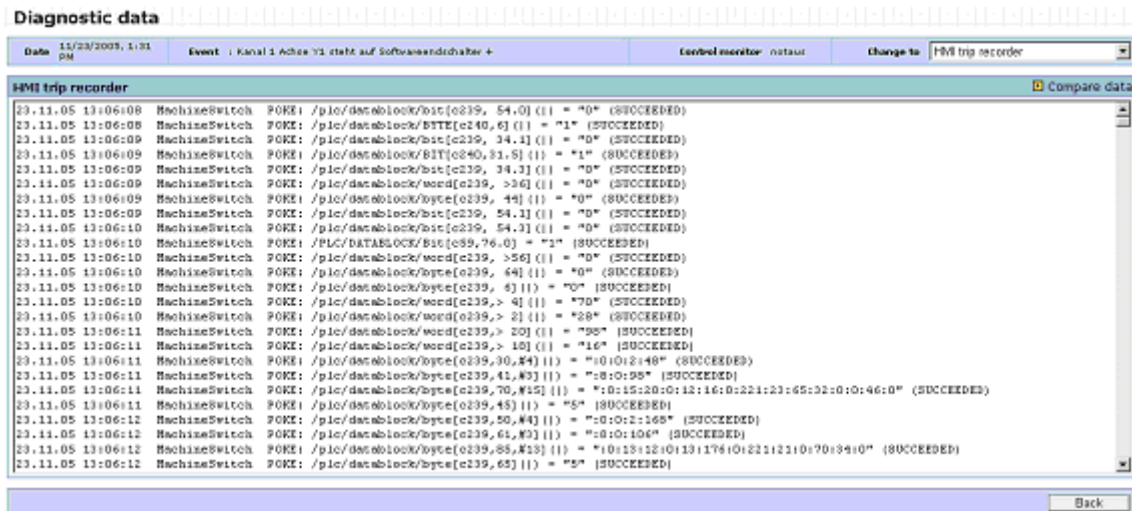 Diagnostic data
Date 11/23/2005, 1:31 PM Event : Kanal 1 Achse Y1 steht auf Softwareendschalter + Control monitor notaus Change to HMI trip recorder
HMI trip recorder Compare data
23.11.05 13:06:08 MachineSwitch POKE: /plc/datablock/bit[c239, 54.0](|) = "0" (SUCCEEDED)
23.11.05 13:06:08 MachineSwitch POKE: /plc/datablock/BYTE[c240,6](|) = "1" (SUCCEEDED)
23.11.05 13:06:09 MachineSwitch POKE: /plc/datablock/bit[c239, 34.1](|) = "0" (SUCCEEDED)
23.11.05 13:06:09 MachineSwitch POKE: /plc/datablock/BIT[c240,31.5](|) = "1" (SUCCEEDED)
23.11.05 13:06:09 MachineSwitch POKE: /plc/datablock/bit[c239, 34.3](|) = "0" (SUCCEEDED)
23.11.05 13:06:09 MachineSwitch POKE: /plc/datablock/word[c239, >36](|) = "0" (SUCCEEDED)
23.11.05 13:06:09 MachineSwitch POKE: /plc/datablock/byte[c239, 44](|) = "0" (SUCCEEDED)
23.11.05 13:06:09 MachineSwitch POKE: /plc/datablock/bit[c239, 54.1](|) = "0" (SUCCEEDED)
23.11.05 13:06:10 MachineSwitch POKE: /plc/datablock/bit[c239, 54.3](|) = "0" (SUCCEEDED)
23.11.05 13:06:10 MachineSwitch POKE: /PLC/DATABLOCK/Bit[c59,76.0] = "1" (SUCCEEDED)
23.11.05 13:06:10 MachineSwitch POKE: /plc/datablock/word[c239, >56](|) = "0" (SUCCEEDED)
23.11.05 13:06:10 MachineSwitch POKE: /plc/datablock/byte[c239, 64](|) = "0" (SUCCEEDED)
23.11.05 13:06:10 MachineSwitch POKE: /plc/datablock/byte[c239, 6](|) = "0" (SUCCEEDED)
23.11.05 13:06:10 MachineSwitch POKE: /plc/datablock/word[c239,> 4](|) = "70" (SUCCEEDED)
23.11.05 13:06:10 MachineSwitch POKE: /plc/datablock/word[c239,> 2](|) = "28" (SUCCEEDED)
23.11.05 13:06:11 MachineSwitch POKE: /plc/datablock/word[c239,> 20](|) = "98" (SUCCEEDED)
23.11.05 13:06:11 MachineSwitch POKE: /plc/datablock/word[c239,> 18](|) = "16" (SUCCEEDED)
23.11.05 13:06:11 MachineSwitch POKE: /plc/datablock/byte[c239,30,#4](|) = ":0:0:2:48" (SUCCEEDED)
23.11.05 13:06:11 MachineSwitch POKE: /plc/datablock/byte[c239,41,#3](|) = ":8:0:98" (SUCCEEDED)
23.11.05 13:06:11 MachineSwitch POKE: /plc/datablock/byte[c239,70,#15](|) = ":0:15:20:0:12:16:0:221:23:65:32:0:0:46:0" (SUCCEEDED)
23.11.05 13:06:11 MachineSwitch POKE: /plc/datablock/byte[c239,45](|) = "5" (SUCCEEDED)
23.11.05 13:06:12 MachineSwitch POKE: /plc/datablock/byte[c239,50,#4](|) = ":0:0:2:168" (SUCCEEDED)
23.11.05 13:06:12 MachineSwitch POKE: /plc/datablock/byte[c239,61,#3](|) = ":8:0:106" (SUCCEEDED)
23.11.05 13:06:12 MachineSwitch POKE: /plc/datablock/byte[c239,85,#13](|) = ":0:13:12:0:13:176:0:221:21:0:70:34:0" (SUCCEEDED)
23.11.05 13:06:12 MachineSwitch POKE: /plc/datablock/byte[c239,65](|) = "5" (SUCCEEDED)
Back